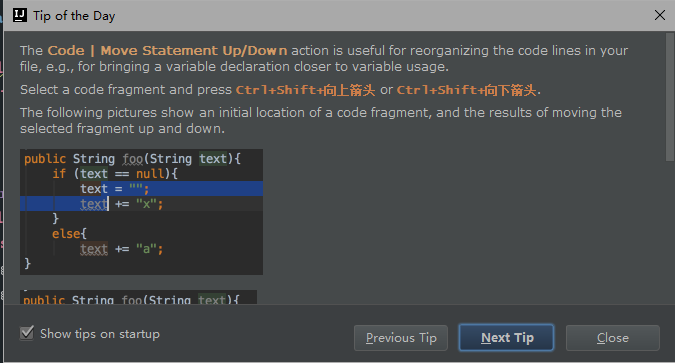 IJ Tip of the Day
The Code | Move Statement Up/Down action is useful for reorganizing the code lines in your
file, e.g., for bringing a variable declaration closer to variable usage.
Select a code fragment and press Ctrl+Shift+向上箭头 or Ctrl+Shift+向下箭头.
The following pictures show an initial location of a code fragment, and the results of moving the
selected fragment up and down.
public String foo(String text){
if (text == null){
text = "";
text += "x";
}
else{
text += "a";
}
public String foo(String text){
Show tips on startup
Previous Tip
Next Tip
Close